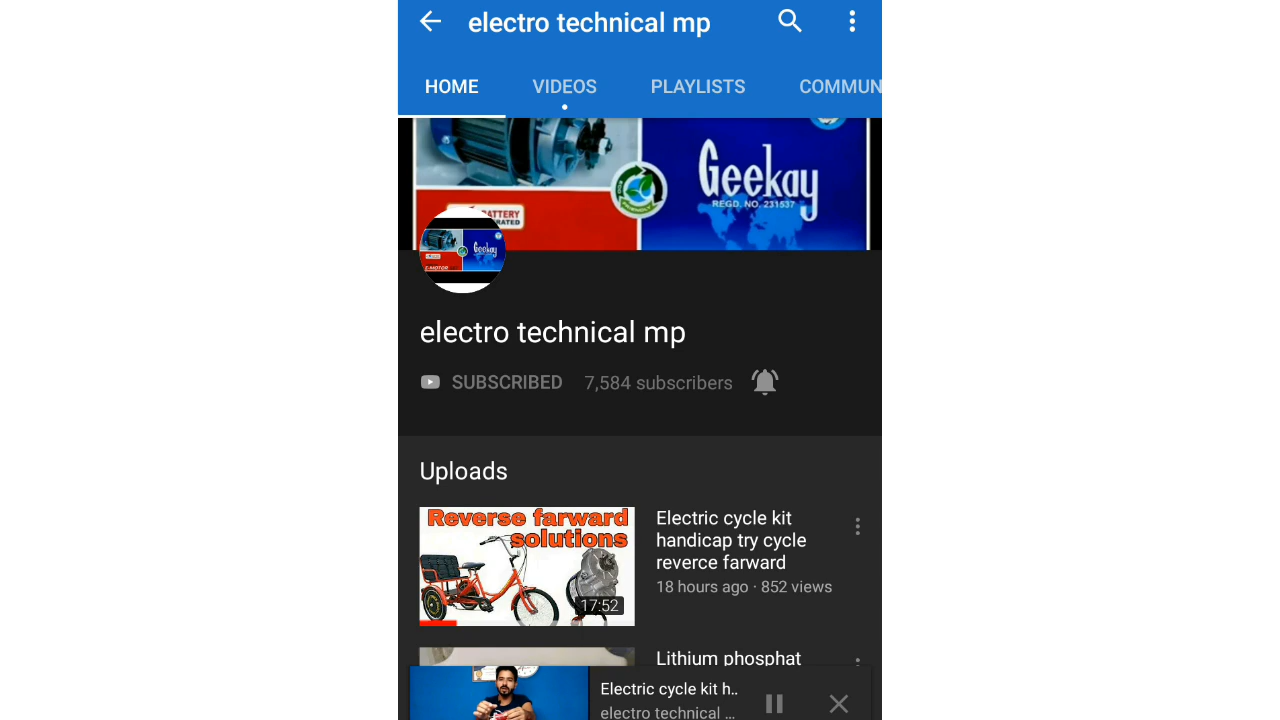 electro technical mp
HOME VIDEOS PLAYLISTS COMMUN
Geekay
REGD. NO. 231537
BATTERY
Geekay
electro technical mp
SUBSCRIBED 7,584 subscribers
Uploads
Reverse farward
solutions
17:52
Electric cycle kit
handicap try cycle
reverce farward
18 hours ago · 852 views
Lithium phosphat
Electric cycle kit h..
electro technical ...